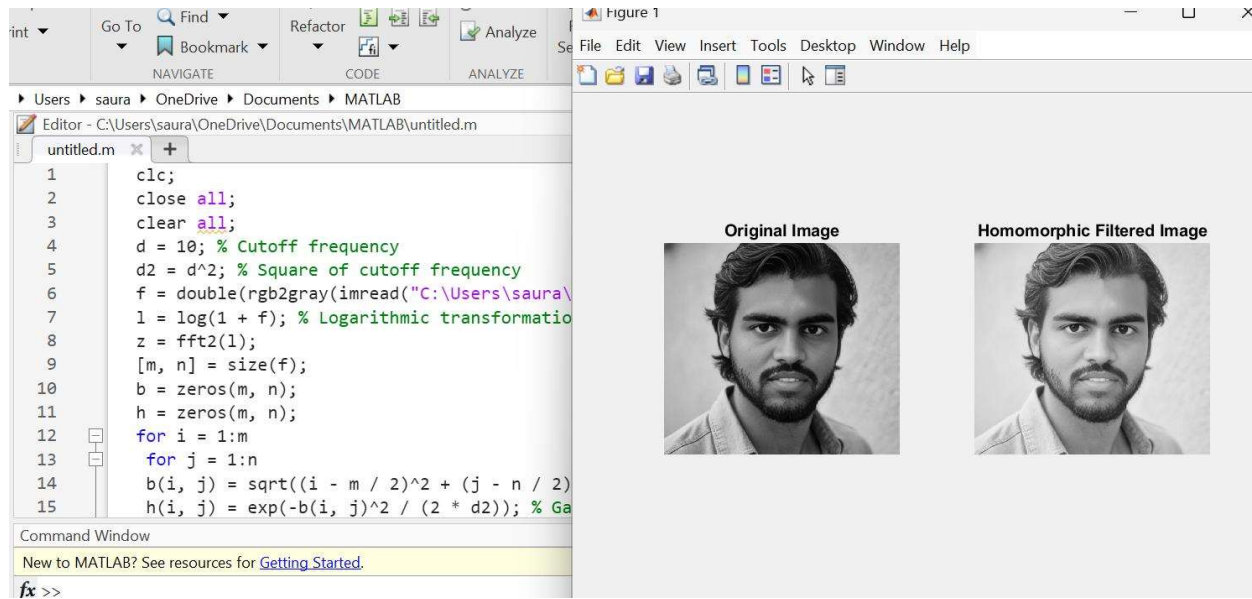 Find
Go To
Bookmark
NAVIGATE
Refactor
CODE
Analyze
ANALYZE
Users saura OneDrive Documents MATLAB
Editor - C:\Users\saura\OneDrive\Documents\MATLAB\untitled.m
untitled.m
1 clc;
2 close all;
3 clear all;
4 d = 10; % Cutoff frequency
5 d2 = d^2; % Square of cutoff frequency
6 f = double(rgb2gray(imread("C:\Users\saura\
7 l = log(1 + f); % Logarithmic transformatio
8 z = fft2(l);
9 [m, n] = size(f);
10 b = zeros(m, n);
11 h = zeros(m, n);
12 for i = 1:m
13 for j = 1:n
14 b(i, j) = sqrt((i - m / 2)^2 + (j - n / 2)
15 h(i, j) = exp(-b(i, j)^2 / (2 * d2)); % Ga
Command Window
New to MATLAB? See resources for Getting Started.
fx >>
Figure 1
File Edit View Insert Tools Desktop Window Help
Original Image
Homomorphic Filtered Image